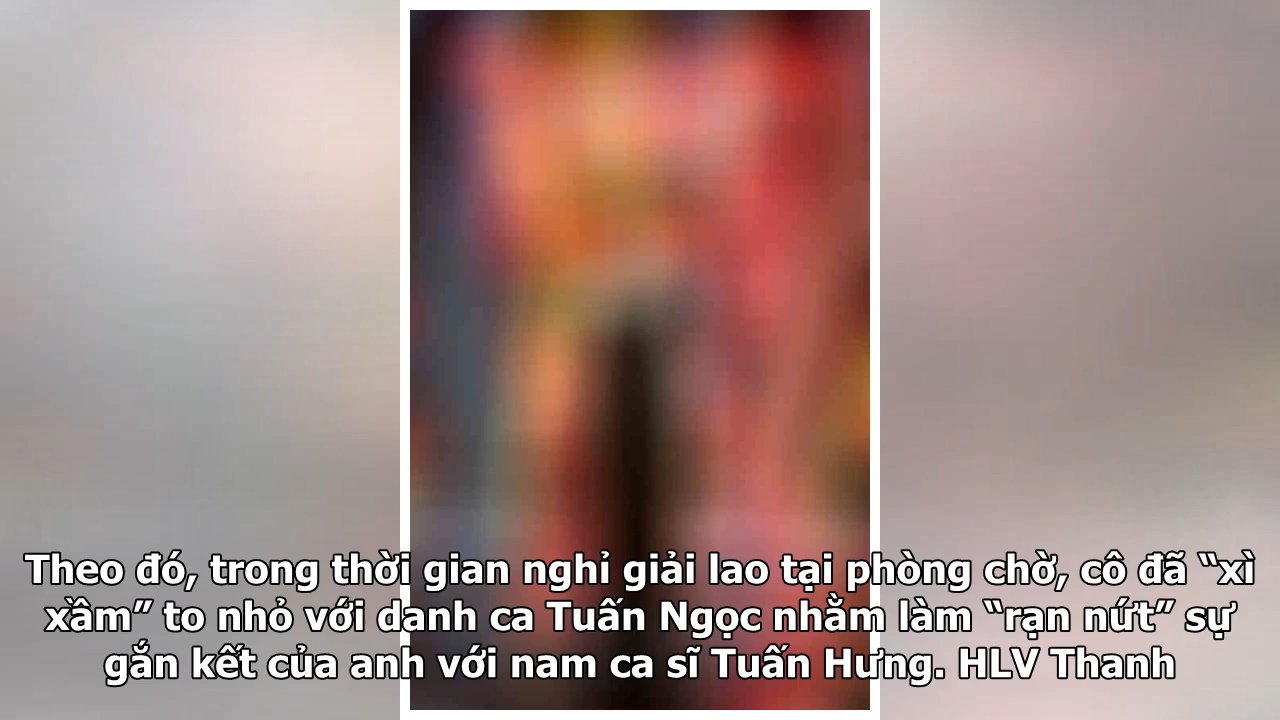 Theo đó, trong thời gian nghỉ giải lao tại phòng chờ, cô đã “xì
xầm” to nhỏ với danh ca Tuấn Ngọc nhằm làm “rạn nứt” sự
gắn kết của anh với nam ca sĩ Tuấn Hưng. HLV Thanh